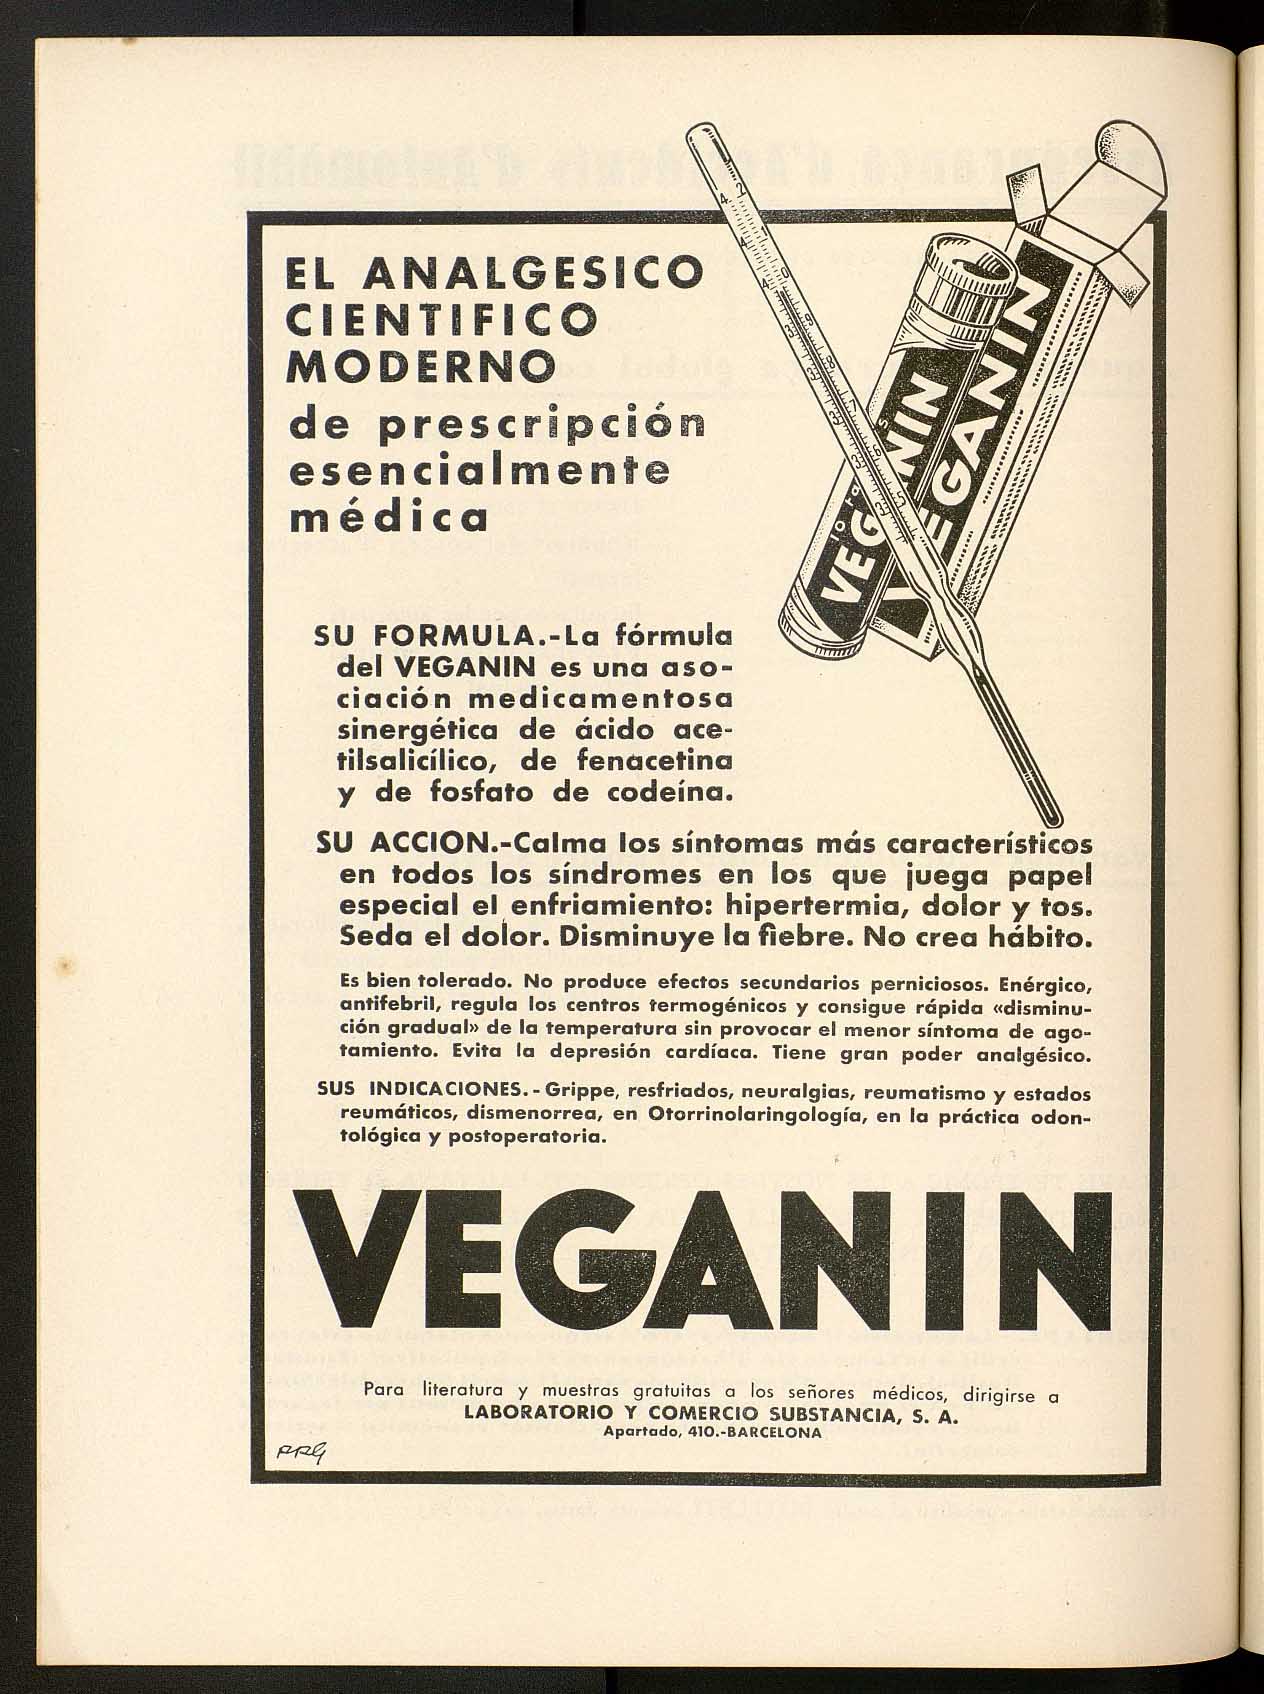 EL ANALGESICO
CIENTIFICO
MODERNO
de prescripción
esencialmente
médica
VEGANIN
VEGANIN
SU FORMULA.-La fórmula
del VEGANIN es una aso-
ciación medicamentosa
sinergética de ácido ace-
tilsalicílico, de fenacetina
y de fosfato de codeína.
SU ACCION.-Calma los síntomas más característicos
en todos los síndromes en los que juega papel
especial el enfriamiento: hipertermia, dolor y tos.
Seda el dolor. Disminuye la fiebre. No crea hábito.
Es bien tolerado. No produce efectos secundarios perniciosos. Enérgico,
antifebril, regula los centros termogénicos y consigue rápida «disminu-
ción gradual» de la temperatura sin provocar el menor síntoma de ago-
tamiento. Evita la depresión cardíaca. Tiene gran poder analgésico.
SUS INDICACIONES.-Grippe, resfriados, neuralgias, reumatismo y estados
reumáticos, dismenorrea, en Otorrinolaringología, en la práctica odon-
tológica y postoperatoria.
VEGANIN
Para literatura y muestras gratuitas a los señores médicos, dirigirse a
LABORATORIO Y COMERCIO SUBSTANCIA, S. A.
Apartado, 410.-BARCELONA